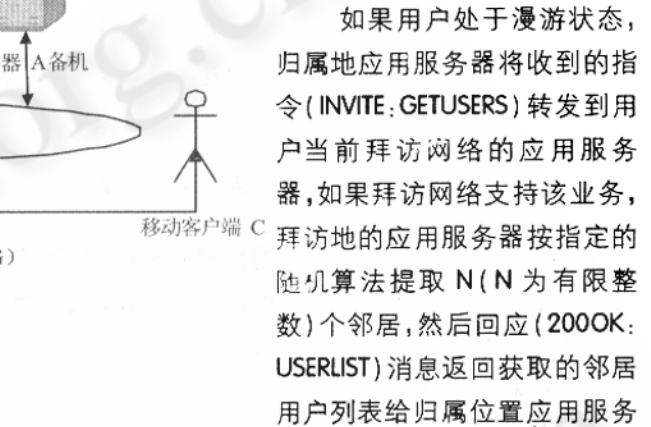 器 A备机
移动客户端 C
)
如果用户处于漫游状态,
归属地应用服务器将收到的指
令(INVITE:GETUSERS)转发到用
户当前拜访网络的应用服务
器,如果拜访网络支持该业务,
拜访地的应用服务器按指定的
随机算法提取 N(N 为有限整
数)个邻居,然后回应(200OK:
USERLIST)消息返回获取的邻居
用户列表给归属位置应用服务